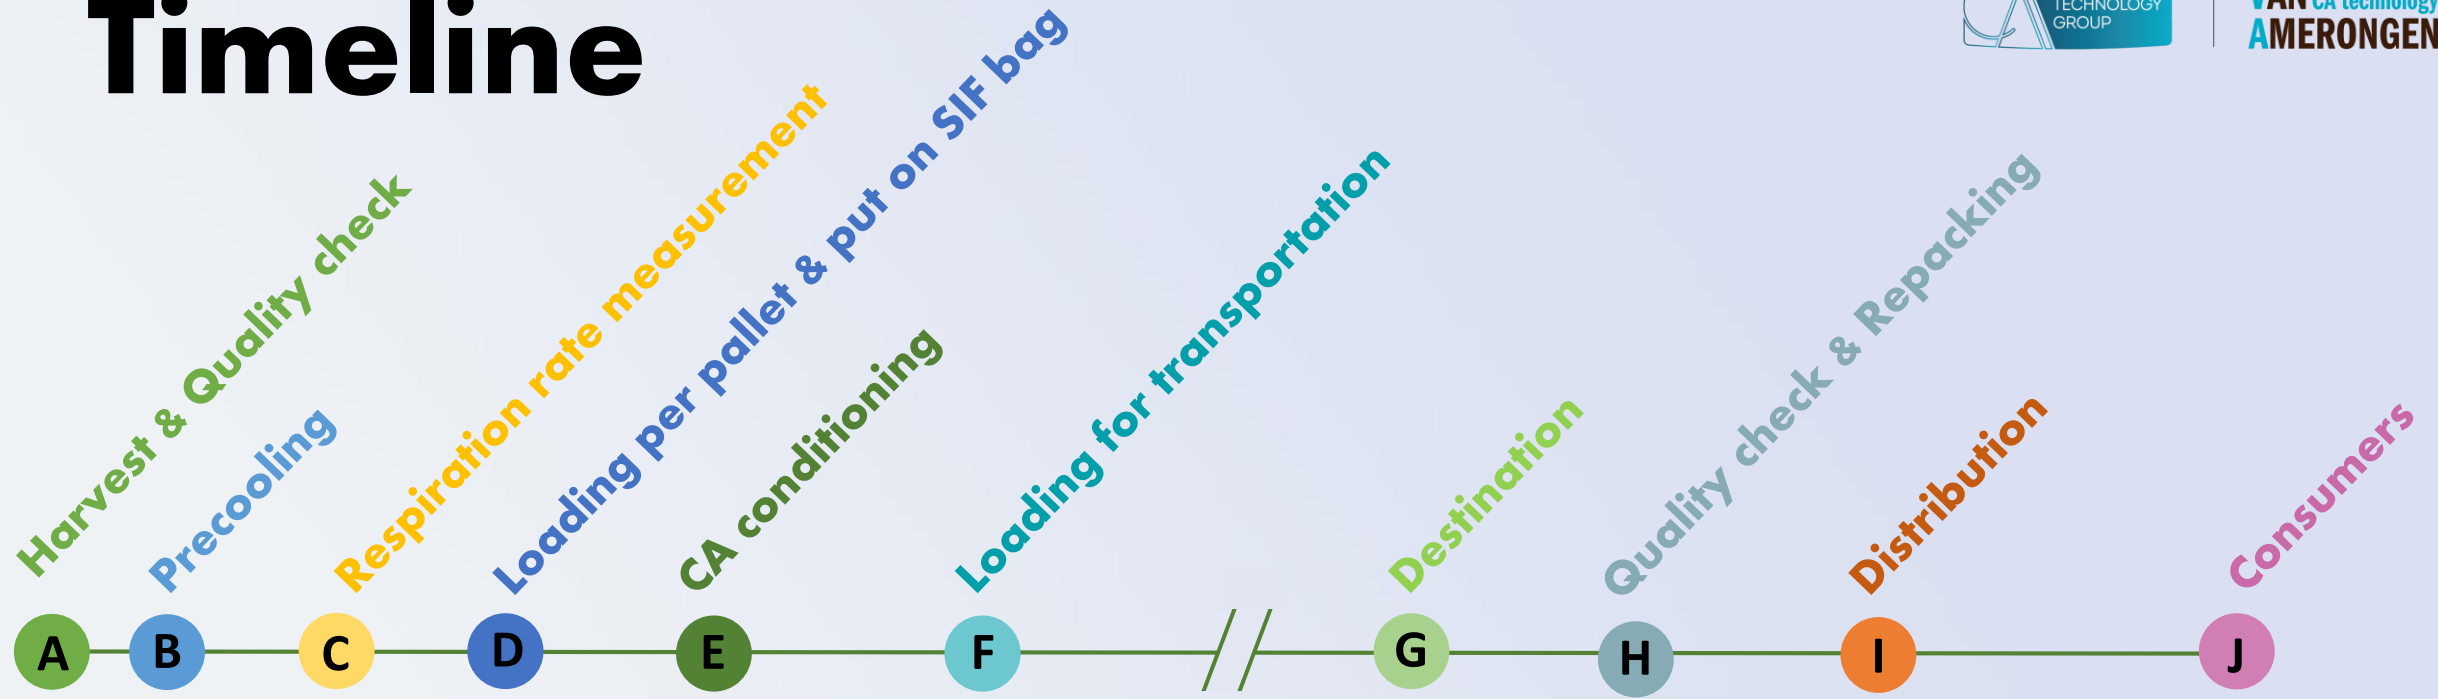 Timeline
TECHNOLOGY
GROUP
VAN CA technology
AMERONGEN
Harvest & Quality check
Precooling
Respiration rate measurement
Loading per pallet & put on SIF bag
CA conditioning
Loading for transportation
Destination
Quality check & Repacking
Distribution
Consumers
A
B
C
D
E
F
G
H
I
J